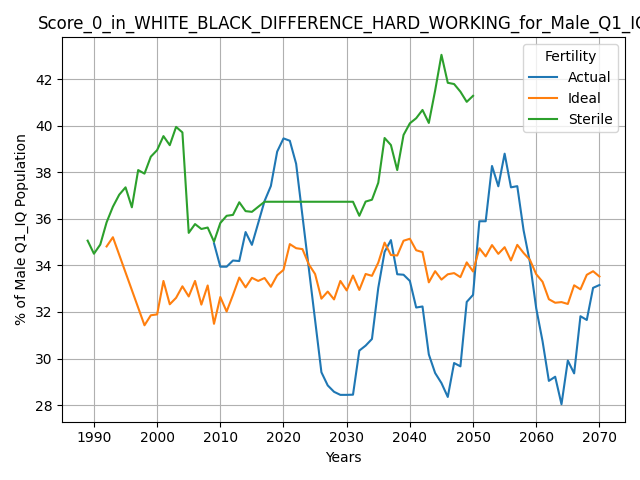 Score_0_in_WHITE_BLACK_DIFFERENCE_HARD_WORKING_for_Male_Q1_IQ
Fertility
Actual
Ideal
Sterile
% of Male Q1_IQ Population
42
40
38
36
34
32
30
28
1990 2000 2010 2020 2030 2040 2050 2060 2070
Years